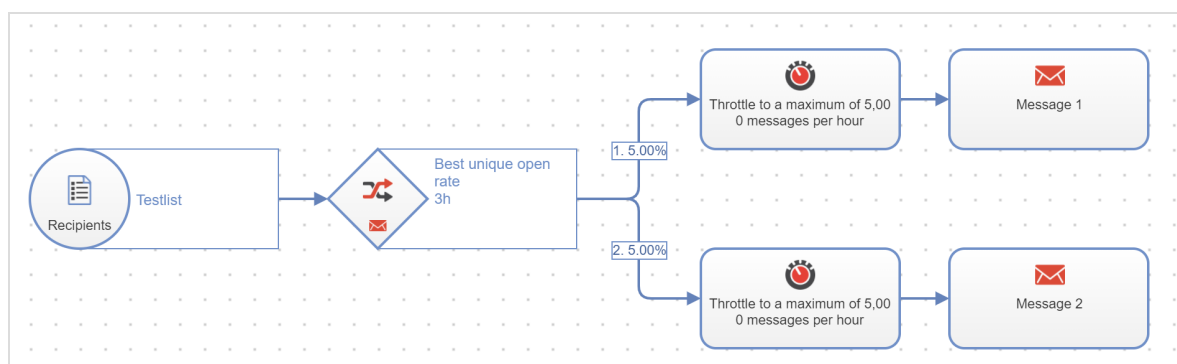 Recipients
Testlist
Best unique open
rate
3h
1. 5.00%
2. 5.00%
Throttle to a maximum of 5,00
0 messages per hour
Message 1
Throttle to a maximum of 5,00
0 messages per hour
Message 2